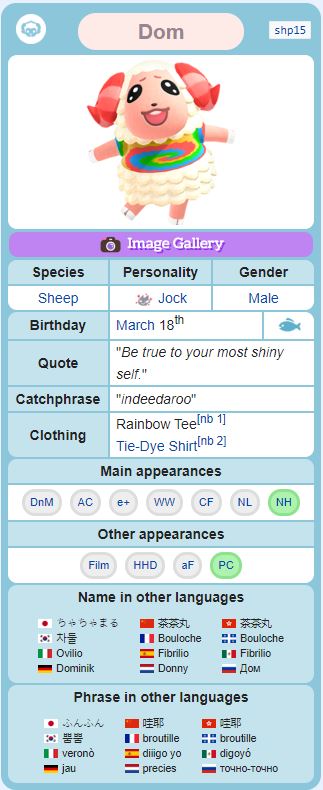 Dom
shp15
Image Gallery
Species Personality Gender
Sheep Jock Male
Birthday March 18th
Quote "Be true to your most shiny
self."
Catchphrase "indeedaroo"
Clothing Rainbow Tee[nb 1]
Tie-Dye Shirt[nb 2]
Main appearances
DnM AC e+ WW CF NL NH
Other appearances
Film HHD aF PC
Name in other languages
ちゃちゃまる 茶茶丸 茶茶丸
차둘 Bouloche Bouloche
Ovilio Fibrilio Fibrilio
Dominik Donny Дом
Phrase in other languages
ふんふん 哇耶 哇耶
뿜뿜 broutille broutille
veronò diiigo yo digoyó
jau precies точно-точно